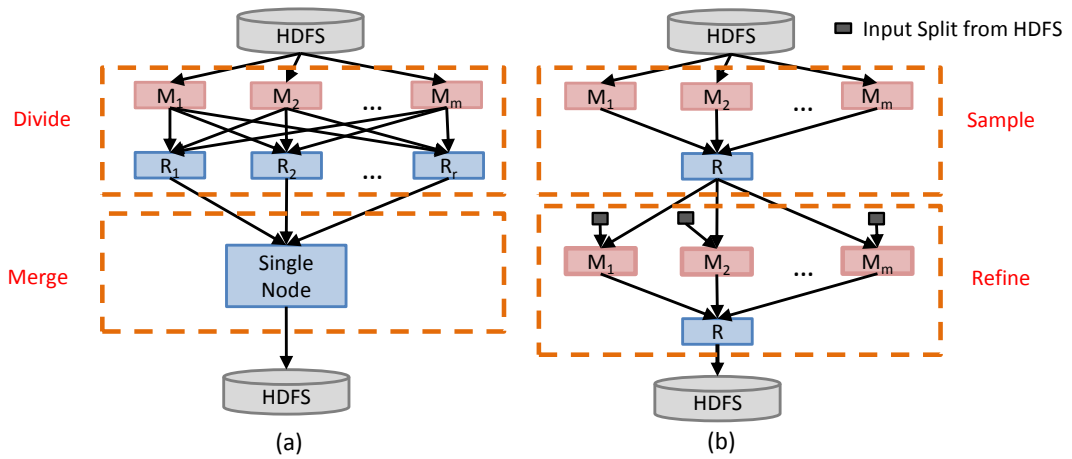 HDFS
Divide
M1 M2 ... Mm
R1 R2 ... Rr
Merge
Single
Node
HDFS
(a)
HDFS
Input Split from HDFS
M1 M2 ... Mm
Sample
R
M1 M2 ... Mm
Refine
R
HDFS
(b)